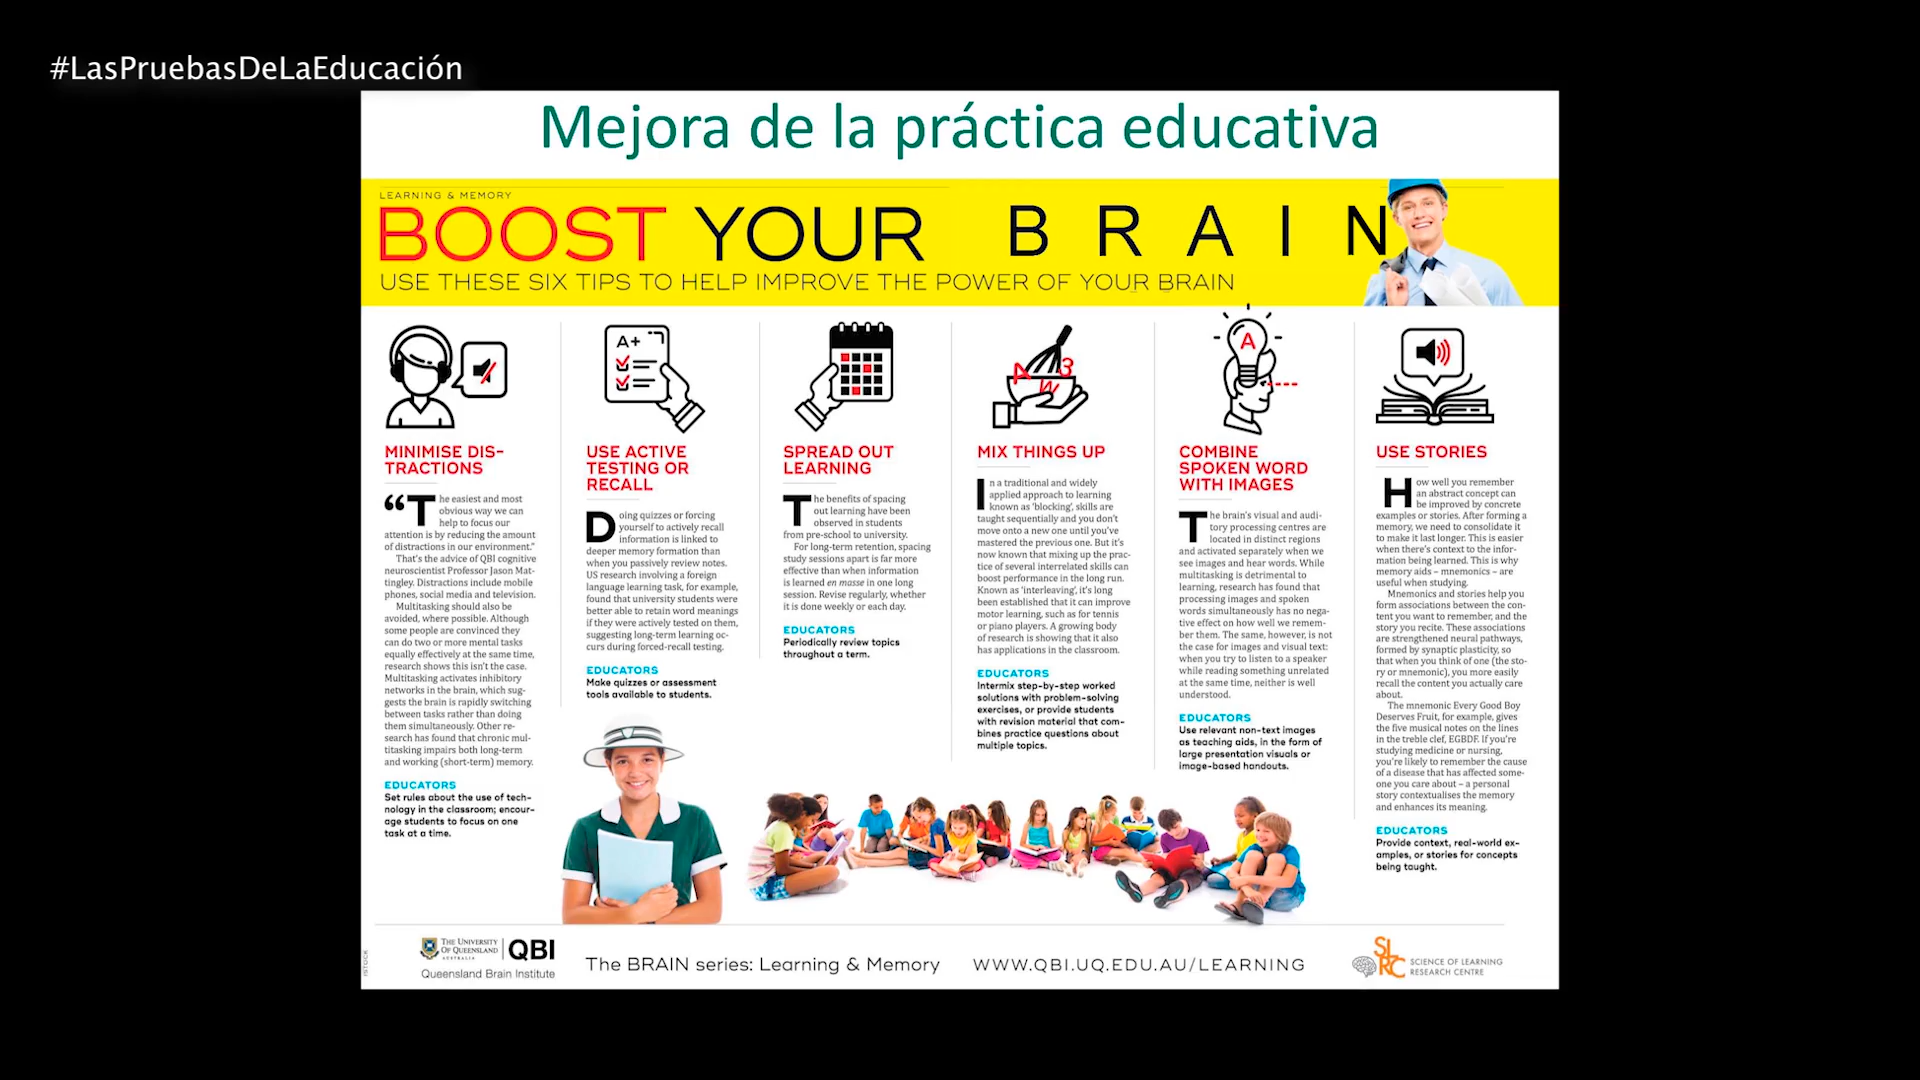 #LasPruebasDeLaEducación
Mejora de la práctica educativa
LEARNING & MEMORY
BOOST YOUR BRAIN
USE THESE SIX TIPS TO HELP IMPROVE THE POWER OF YOUR BRAIN
MINIMISE DIS-
TRACTIONS
“The easiest and most
obvious way we can
help to focus our
attention is by reducing the amount
of distractions in our environment.”
That's the advice of QBI cognitive
neuroscientist Professor Jason Mat-
tingley. Distractions include mobile
phones, social media and television.
Multitasking should also be
avoided, where possible. Although
some people are convinced they
can do two or more mental tasks
equally effectively at the same time,
research shows this isn't the case.
Multitasking activates inhibitory
networks in the brain, which sug-
gests the brain is rapidly switching
between tasks rather than doing
them simultaneously. Other re-
search has found that chronic mul-
titasking impairs both long-term
and working (short-term) memory.
EDUCATORS
Set rules about the use of tech-
nology in the classroom; encour-
age students to focus on one
task at a time.
A+
USE ACTIVE
TESTING OR
RECALL
Doing quizzes or forcing
yourself to actively recall
information is linked to
deeper memory formation than
when you passively review notes.
US research involving a foreign
language learning task, for example,
found that university students were
better able to retain word meanings
if they were actively tested on them,
suggesting long-term learning oc-
curs during forced-recall testing.
EDUCATORS
Make quizzes or assessment
tools available to students.
SPREAD OUT
LEARNING
The benefits of spacing
out learning have been
observed in students
from pre-school to university.
For long-term retention, spacing
study sessions apart is far more
effective than when information
is learned en masse in one long
session. Revise regularly, whether
it is done weekly or each day.
EDUCATORS
Periodically review topics
throughout a term.
A W 3
MIX THINGS UP
In a traditional and widely
applied approach to learning
known as ‘blocking’, skills are
taught sequentially and you don't
move onto a new one until you've
mastered the previous one. But it's
now known that mixing up the prac-
tice of several interrelated skills can
boost performance in the long run.
Known as ‘interleaving’, it's long
been established that it can improve
motor learning, such as for tennis
or piano players. A growing body
of research is showing that it also
has applications in the classroom.
EDUCATORS
Intermix step-by-step worked
solutions with problem-solving
exercises, or provide students
with revision material that com-
bines practice questions about
multiple topics.
A
COMBINE
SPOKEN WORD
WITH IMAGES
The brain's visual and audi-
tory processing centres are
located in distinct regions
and activated separately when we
see images and hear words. While
multitasking is detrimental to
learning, research has found that
processing images and spoken
words simultaneously has no nega-
tive effect on how well we remem-
ber them. The same, however, is not
the case for images and visual text:
when you try to listen to a speaker
while reading something unrelated
at the same time, neither is well
understood.
EDUCATORS
Use relevant non-text images
as teaching aids, in the form of
large presentation visuals or
image-based handouts.
USE STORIES
How well you remember
an abstract concept can
be improved by concrete
examples or stories. After forming a
memory, we need to consolidate it
to make it last longer. This is easier
when there's context to the infor-
mation being learned. This is why
memory aids – mnemonics – are
useful when studying.
Mnemonics and stories help you
form associations between the con-
tent you want to remember, and the
story you recite. These associations
are strengthened neural pathways,
formed by synaptic plasticity, so
that when you think of one (the sto-
ry or mnemonic), you more easily
recall the content you actually care
about.
The mnemonic Every Good Boy
Deserves Fruit, for example, gives
the five musical notes on the lines
in the treble clef, EGBDF. If you're
studying medicine or nursing,
you're likely to remember the cause
of a disease that has affected some-
one you care about – a personal
story contextualises the memory
and enhances its meaning.
EDUCATORS
Provide context, real-world ex-
amples, or stories for concepts
being taught.
ISTOCK
THE UNIVERSITY
OF QUEENSLAND
AUSTRALIA
QBI
Queensland Brain Institute
The BRAIN series: Learning & Memory
WWW.QBI.UQ.EDU.AU/LEARNING
SLRC
SCIENCE OF LEARNING
RESEARCH CENTRE